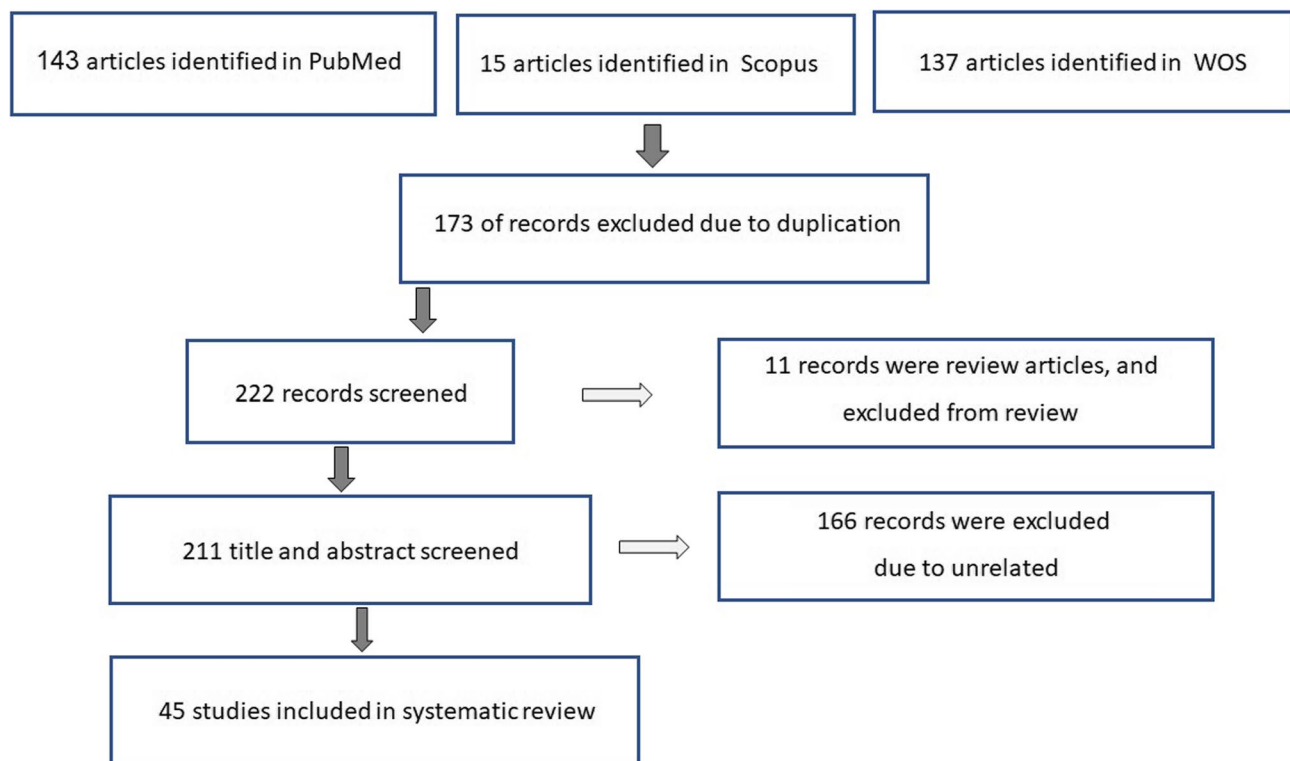 143 articles identified in PubMed
15 articles identified in Scopus
137 articles identified in WOS
173 of records excluded due to duplication
222 records screened
11 records were review articles, and
excluded from review
211 title and abstract screened
166 records were excluded
due to unrelated
45 studies included in systematic review